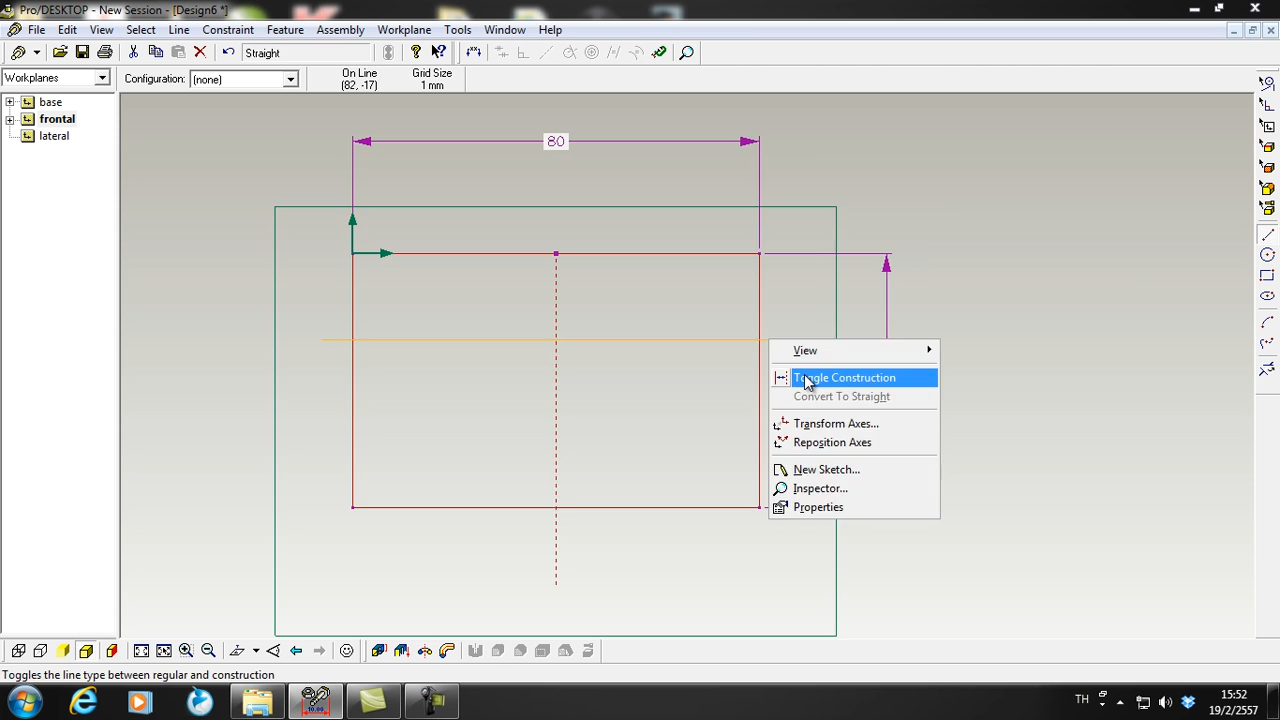 Pro/DESKTOP - New Session - [Design6 *]
File Edit View Select Line Constraint Feature Assembly Workplane Tools Window Help
Straight
Workplanes
Configuration: (none)
On Line
(82, -17)
Grid Size
1 mm
base
frontal
lateral
80
View
Toggle Construction
Convert To Straight
Transform Axes...
Reposition Axes
New Sketch...
Inspector...
Properties
Toggles the line type between regular and construction
10.00
TH
15:52
19/2/2557